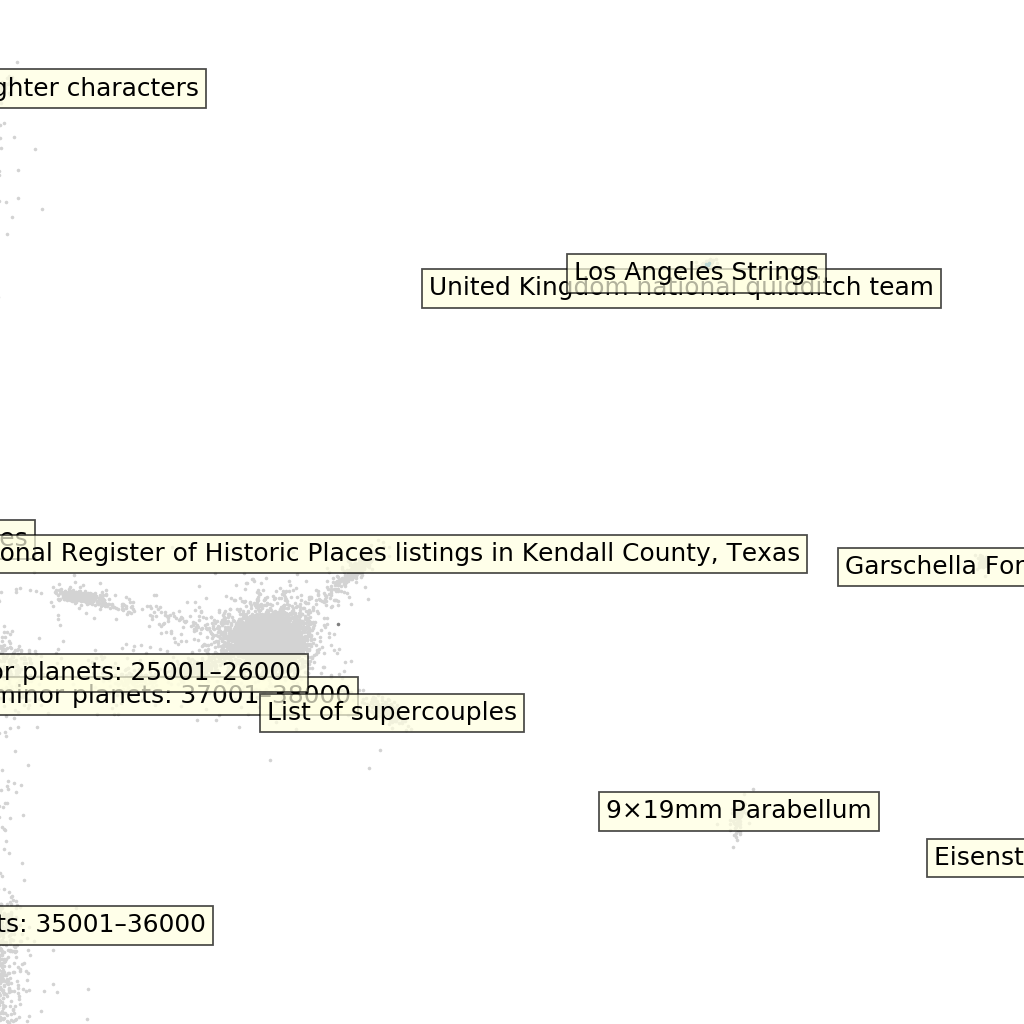 ghter characters
Los Angeles Strings
United Kingdom national quidditch team
es
onal Register of Historic Places listings in Kendall County, Texas
Garschella For
or planets: 25001–26000
minor planets: 37001–38000
List of supercouples
9×19mm Parabellum
Eisenst
ts: 35001–36000